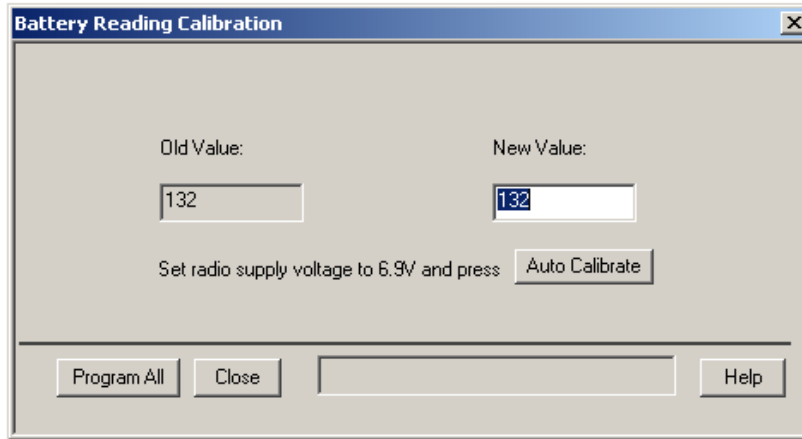 Battery Reading Calibration
Old Value:
New Value:
132
132
Set radio supply voltage to 6.9V and press
Auto Calibrate
Program All
Close
Help